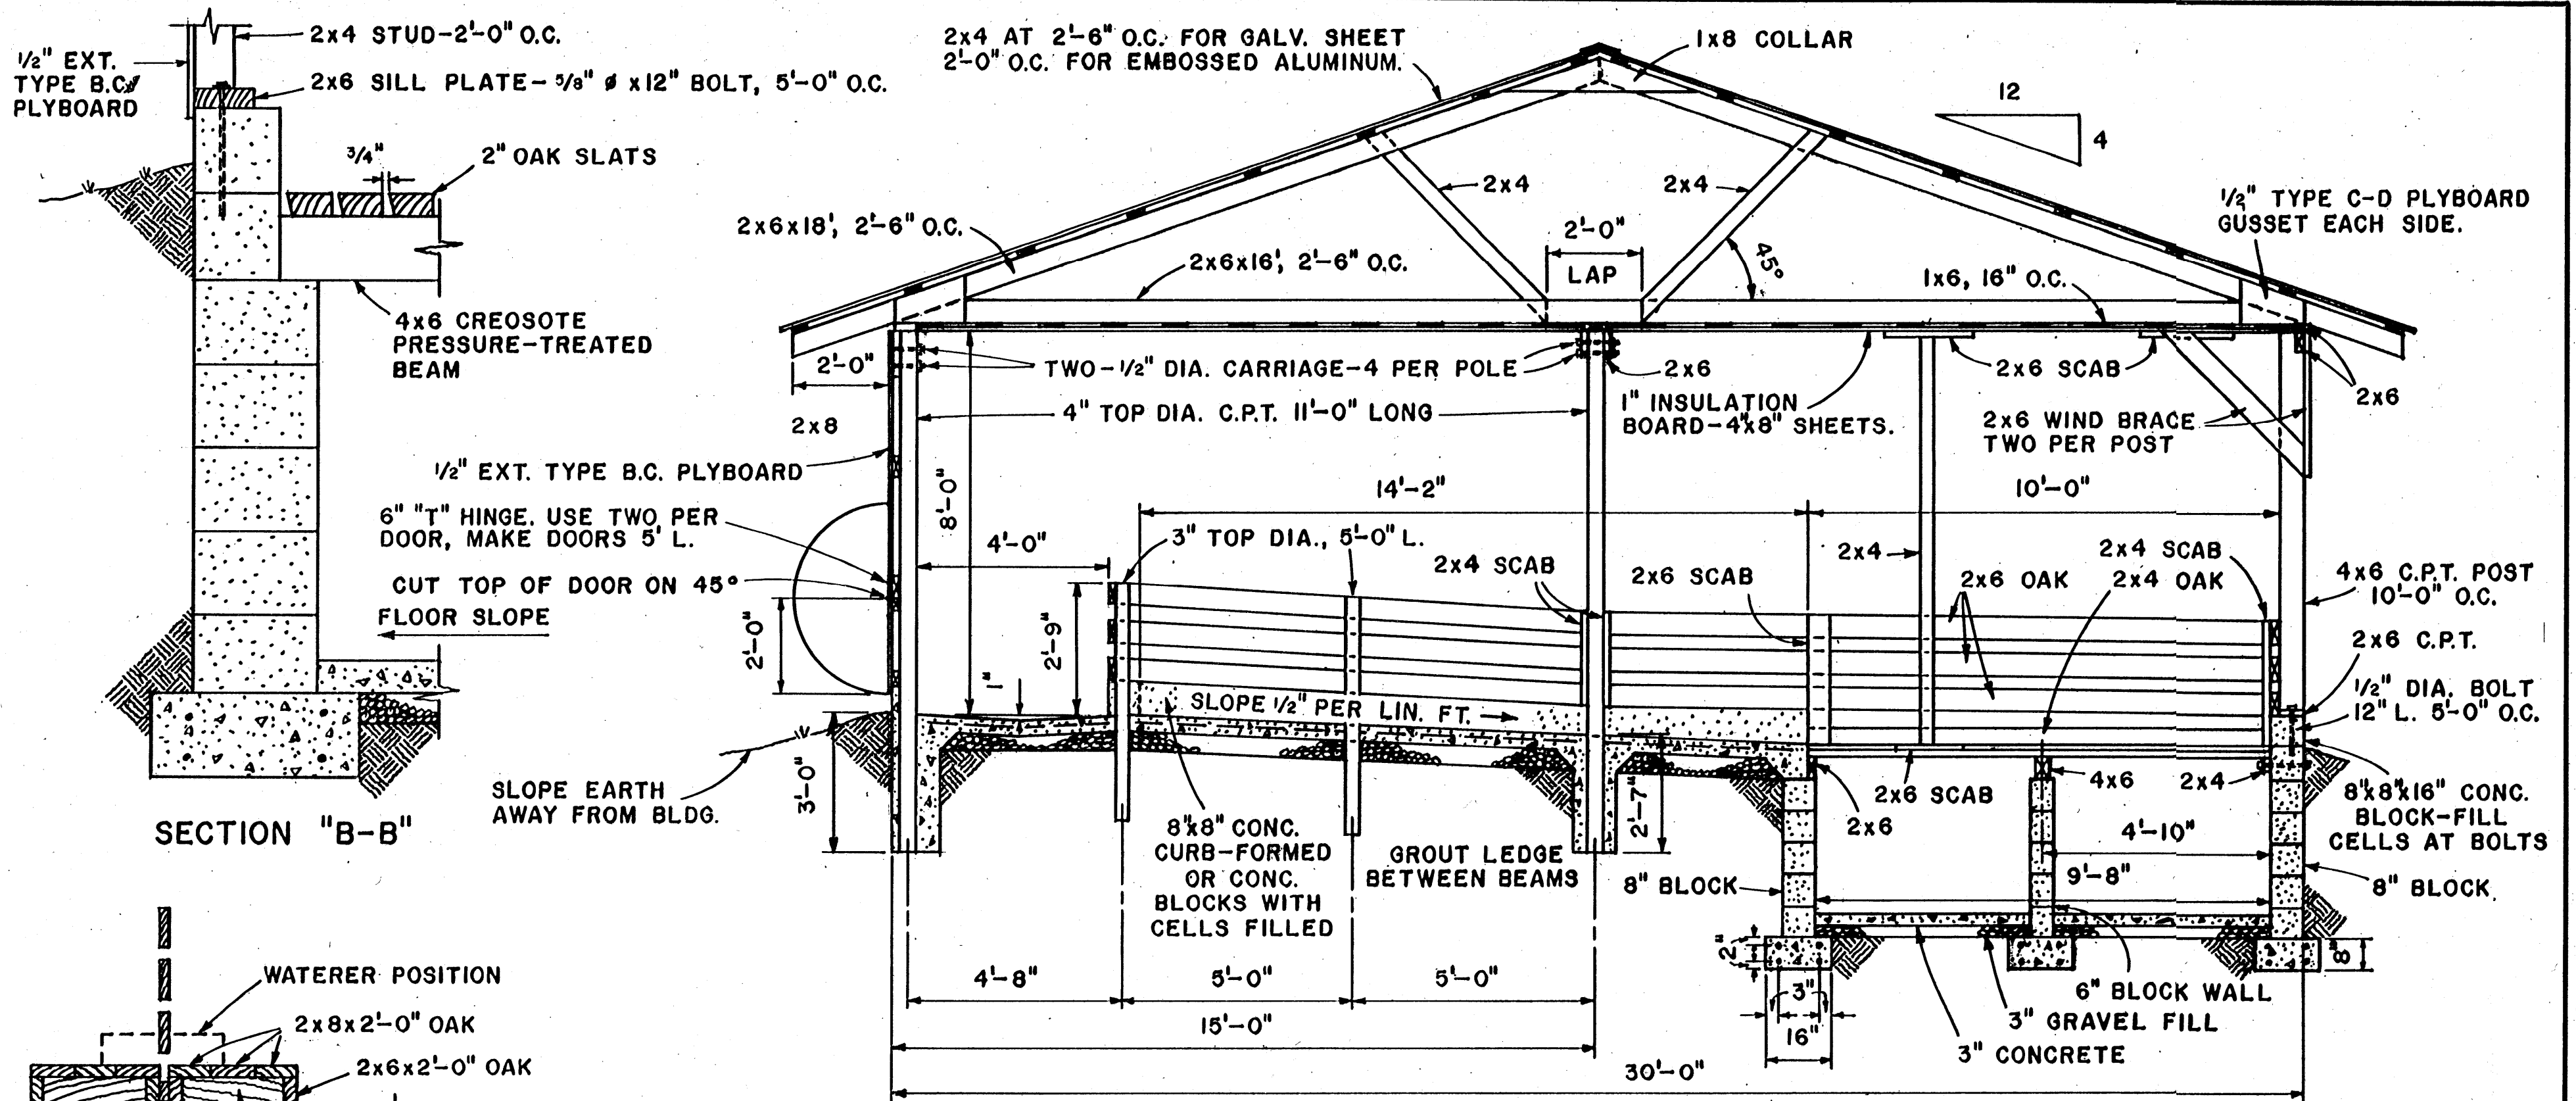 2x4 STUD-2'-0" O.C.
1/2" EXT.
TYPE B.C.
PLYBOARD
2x6 SILL PLATE- 5/8" ø x12" BOLT, 5'-0" O.C.
3/4"
2" OAK SLATS
4x6 CREOSOTE
PRESSURE-TREATED
BEAM
FLOOR SLOPE
SECTION "B-B"
WATERER POSITION
2x8x2'-0" OAK
2x6x2'-0" OAK
2x4 AT 2'-6" O.C. FOR GALV. SHEET
2'-0" O.C. FOR EMBOSSED ALUMINUM.
1x8 COLLAR
12
4
1/2" TYPE C-D PLYBOARD
GUSSET EACH SIDE.
2x4
2x4
2x6x18', 2'-6" O.C.
2x6x16', 2'-6" O.C.
2'-0"
LAP
45°
1x6, 16" O.C.
2'-0"
TWO-1/2" DIA. CARRIAGE-4 PER POLE
2x6
2x6 SCAB
2x6
2x8
4" TOP DIA. C.P.T. 11'-0" LONG
1" INSULATION
BOARD-4"x8" SHEETS.
2x6 WIND BRACE
TWO PER POST
1/2" EXT. TYPE B.C. PLYBOARD
8'-0"
14'-2"
10'-0"
6" "T" HINGE. USE TWO PER
DOOR, MAKE DOORS 5' L.
4'-0"
3" TOP DIA., 5'-0" L.
2x4 SCAB
2x6 SCAB
2x4
2x4 SCAB
2x6 OAK
2x4 OAK
4x6 C.P.T. POST
10'-0" O.C.
CUT TOP OF DOOR ON 45°
2'-0"
2'-9"
1"
SLOPE 1/2" PER LIN. FT.
2x6 C.P.T.
1/2" DIA. BOLT
12" L. 5'-0" O.C.
SLOPE EARTH
AWAY FROM BLDG.
3'-0"
2'-7"
2x6 SCAB
2x6
4x6
2x4
8"x8"x16" CONC.
BLOCK-FILL
CELLS AT BOLTS
8"x8" CONC.
CURB-FORMED
OR CONC.
BLOCKS WITH
CELLS FILLED
GROUT LEDGE
BETWEEN BEAMS
8" BLOCK
4'-10"
9'-8"
8" BLOCK
2"
3"
16"
8"
6" BLOCK WALL
3" GRAVEL FILL
3" CONCRETE
4'-8"
5'-0"
5'-0"
15'-0"
30'-0"